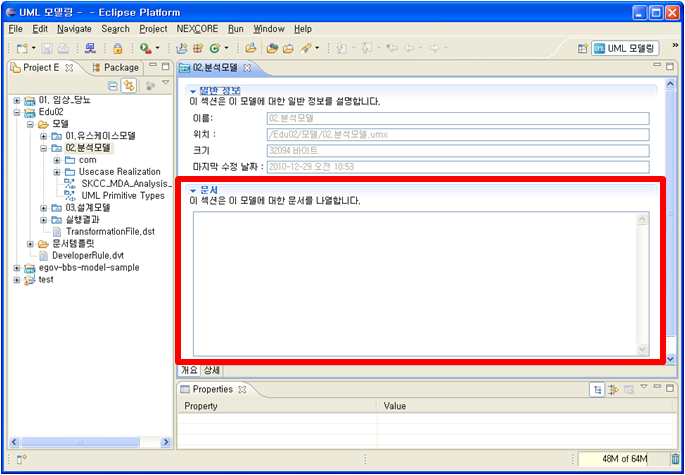 UML 모델링 - - Eclipse Platform
File Edit Navigate Search Project NEXCORE Run Window Help
UML 모델링
Project E
Package
01. 임상_당뇨
Edu02
모델
01.유스케이스모델
02.분석모델
com
Usecase Realization
SKCC_MDA_Analysis_
UML Primitive Types
03.설계모델
실행결과
TransformationFile.dst
문서템플릿
DeveloperRule.dvt
egov-bbs-model-sample
test
02.분석모델
일반 정보
이 섹션은 이 모델에 대한 일반 정보를 설명합니다.
이름: 02.분석모델
위치 : /Edu02/모델/02.분석모델.umx
크기 32094 바이트
마지막 수정 날짜 : 2010-12-29 오전 10:53
문서
이 섹션은 이 모델에 대한 문서를 나열합니다.
개요 상세
Properties
Property Value
48M of 64M